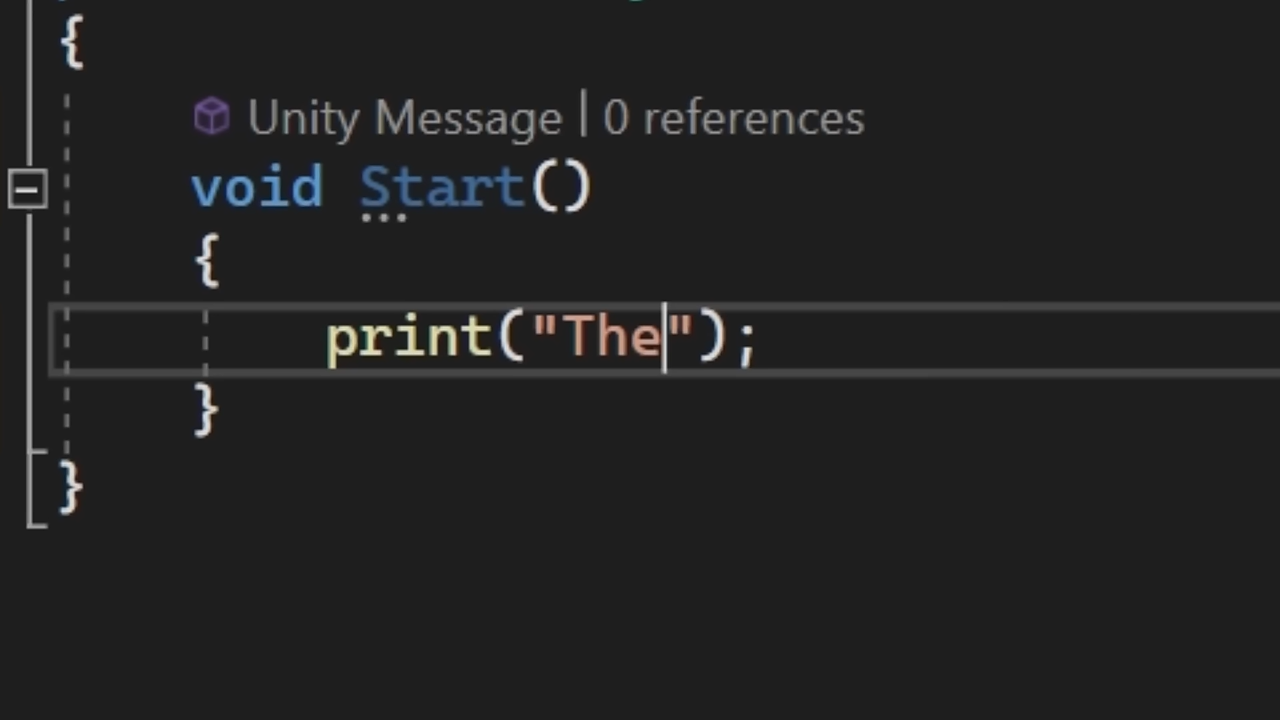 {
Unity Message | 0 references
void Start()
{
print("The");
}
}